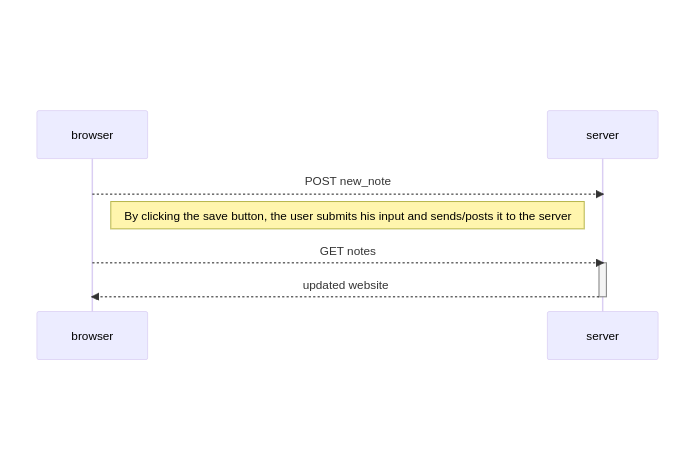 browser
server
POST new_note
By clicking the save button, the user submits his input and sends/posts it to the server
GET notes
updated website
browser
server